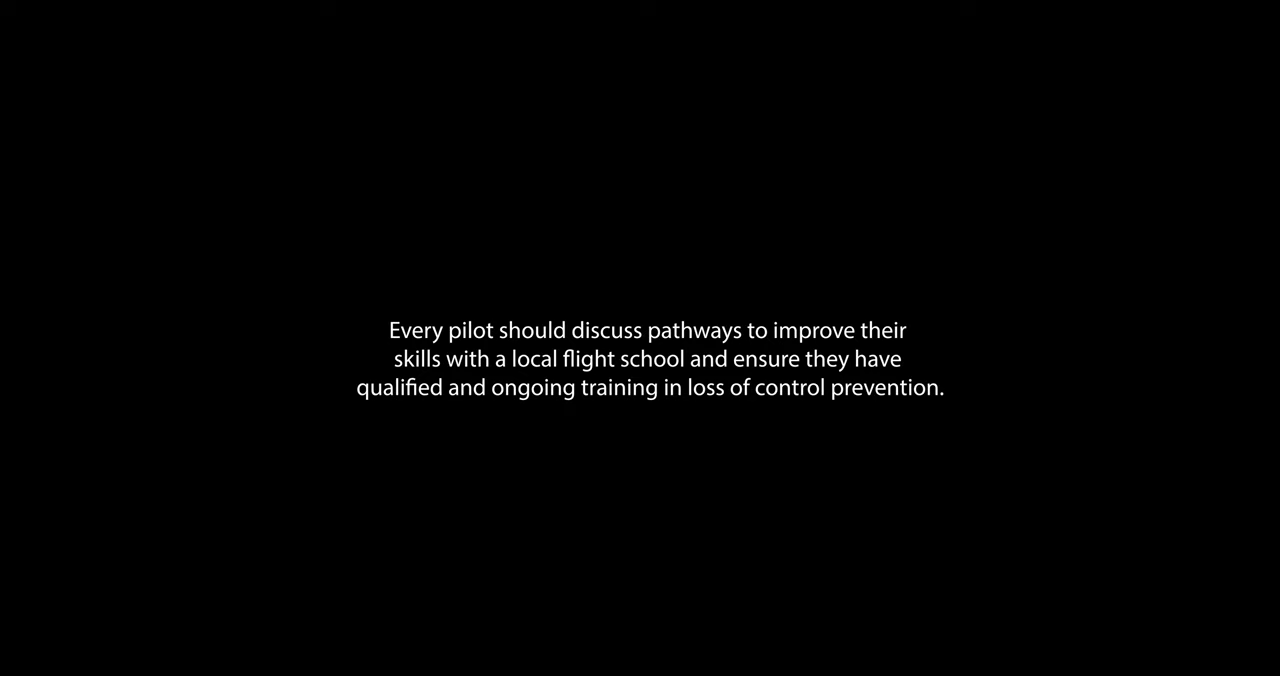 Every pilot should discuss pathways to improve their
skills with a local flight school and ensure they have
qualified and ongoing training in loss of control prevention.